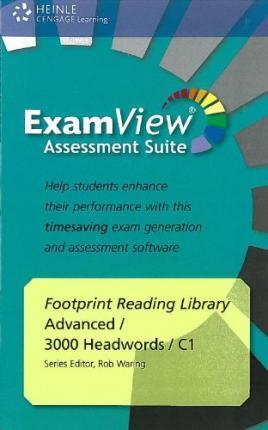 HEINLE
CENGAGE Learning™
ExamView®
Assessment Suite
Help students enhance
their performance with this
timesaving exam generation
and assessment software
Footprint Reading Library
Advanced /
3000 Headwords / C1
Series Editor, Rob Waring